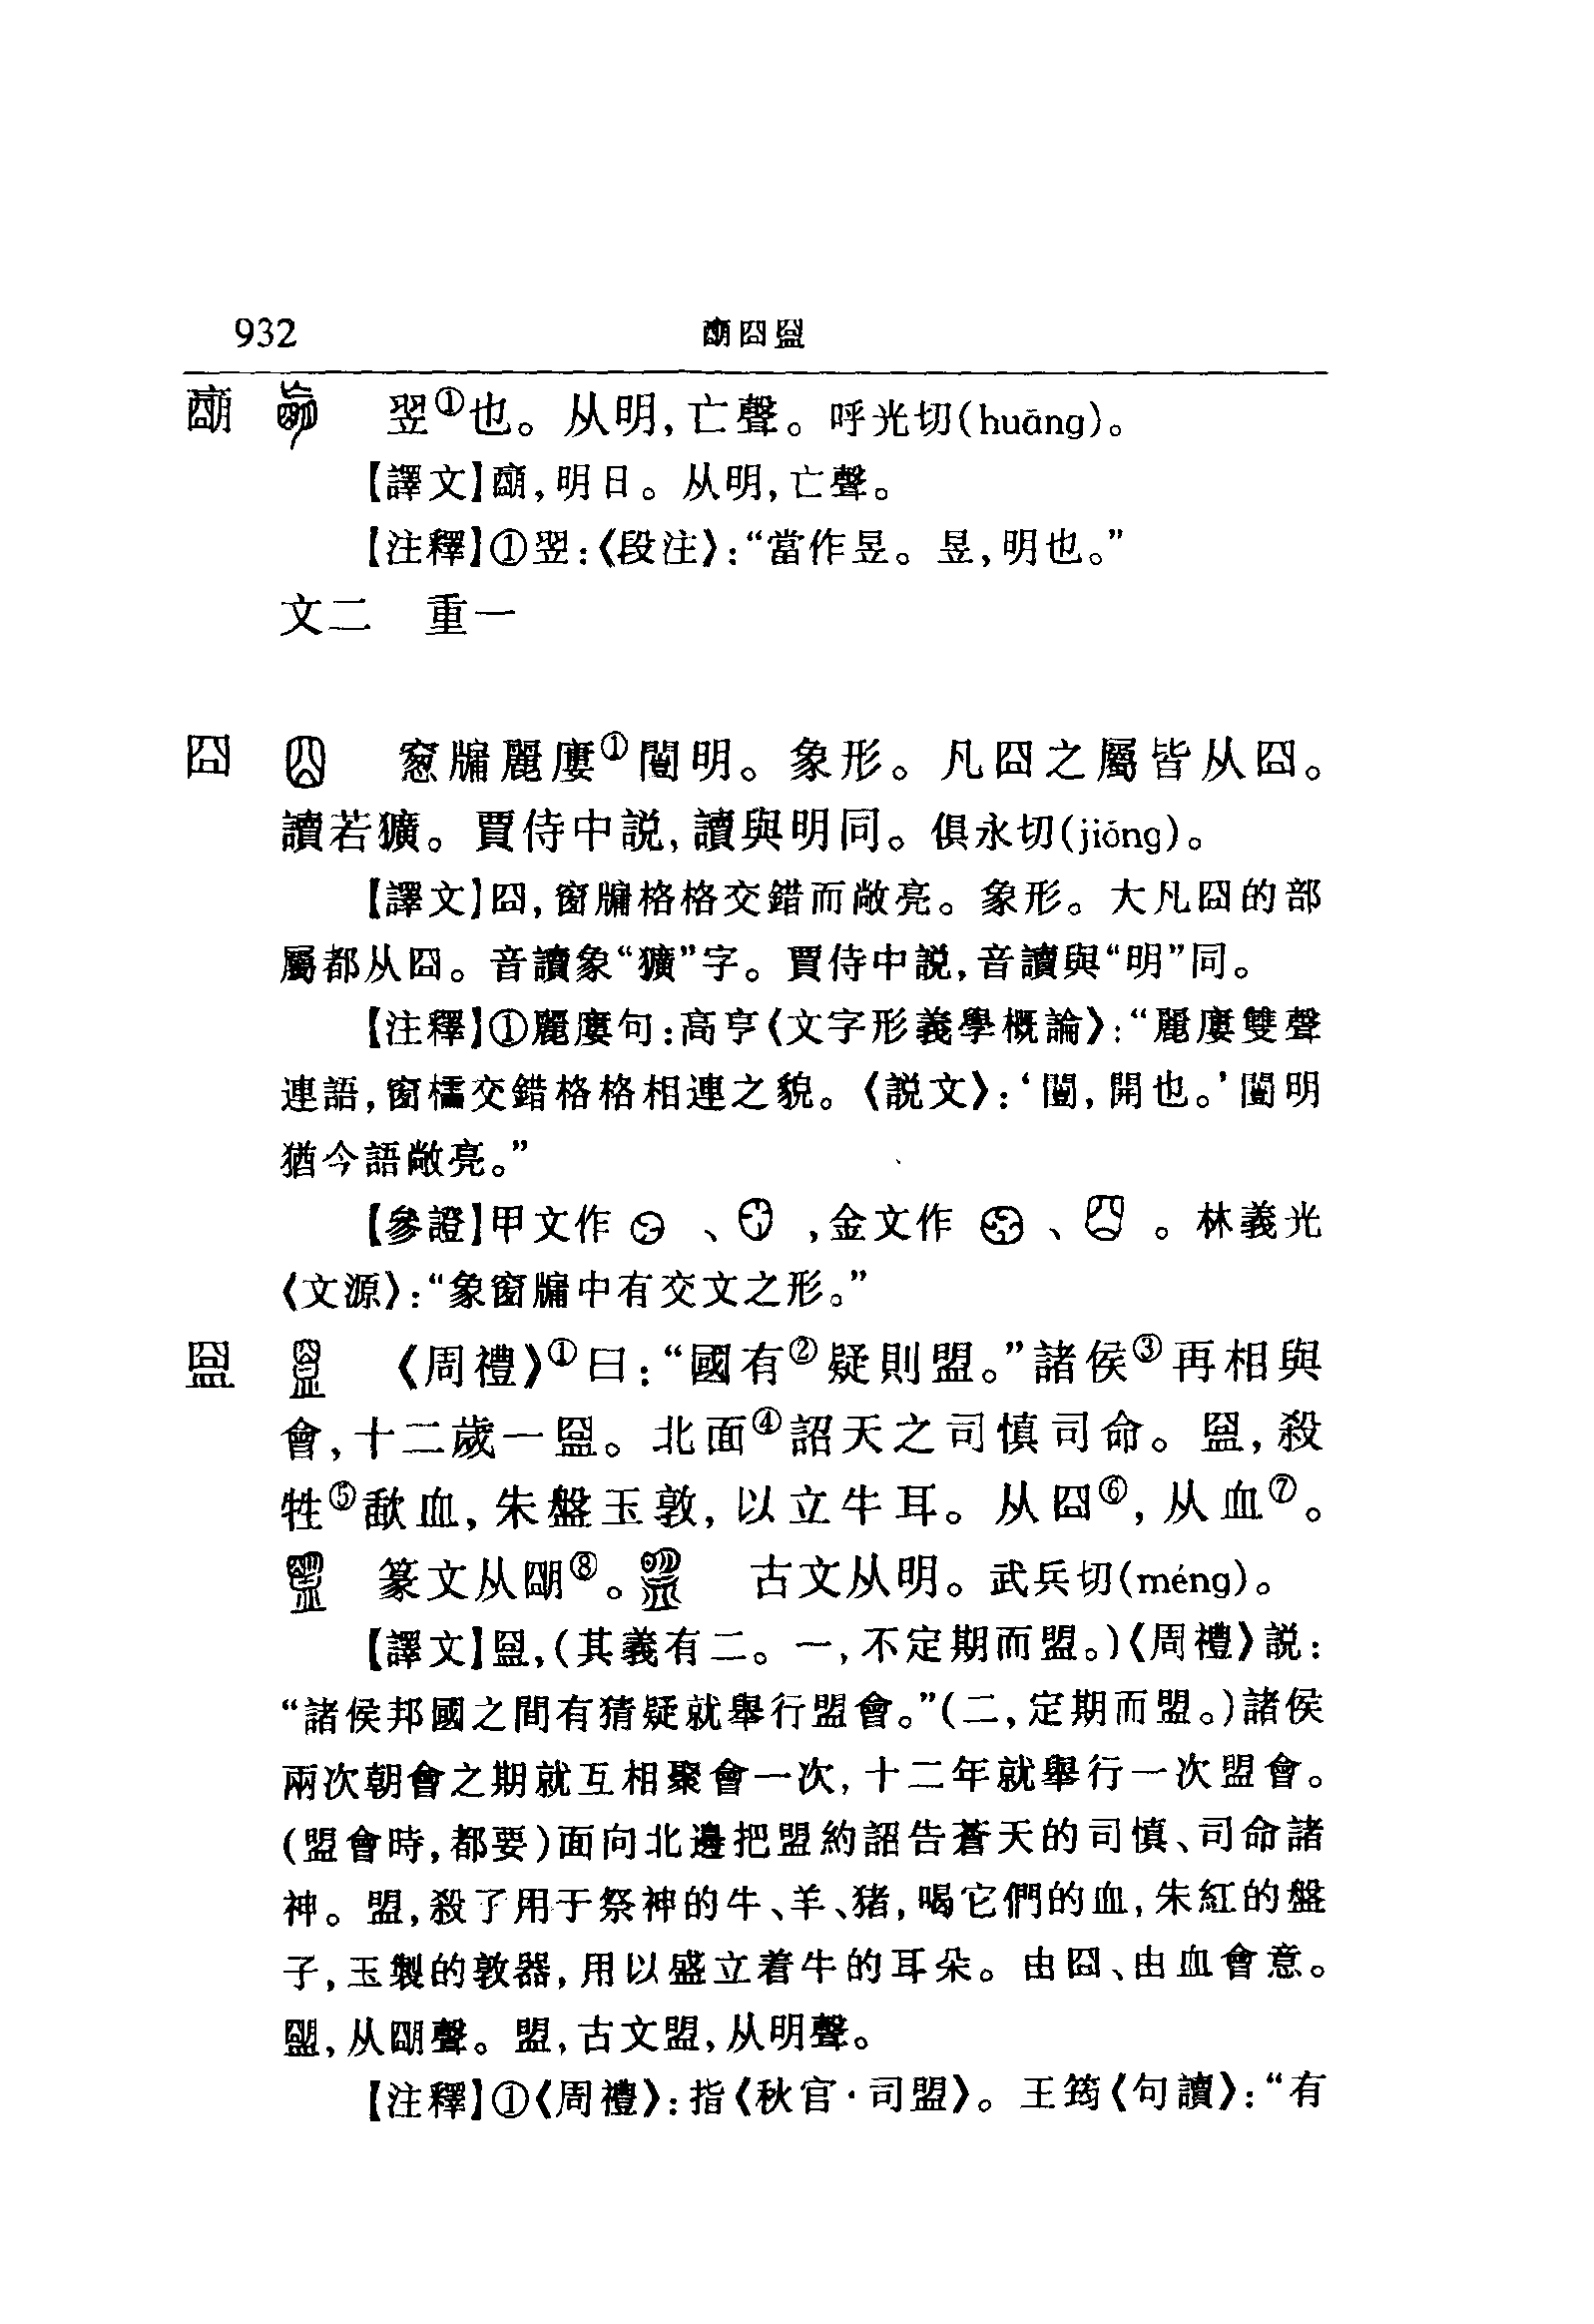 932 朚囧盟
朚 翌①也。从明,亡聲。呼光切(huāng)。
【譯文】朚,明日。从明,亡聲。
【注釋】①翌:《段注》:“當作昱。昱,明也。”
文二 重一
囧 窗牖麗廔①闓明。象形。凡囧之屬皆从囧。
讀若獷。賈侍中説,讀與明同。俱永切(jiǒng)。
【譯文】囧,窗牖格格交錯而敞亮。象形。大凡囧的部
屬都从囧。音讀象“獷”字。賈侍中説,音讀與“明”同。
【注釋】①麗廔句:高亨《文字形義學概論》:“麗廔雙聲
連語,窗櫺交錯格格相連之貌。《説文》:‘闓,開也。’闓明
猶今語敞亮。”
【參證】甲文作、,金文作、。林義光
《文源》:“象窗牖中有交文之形。”
盟 《周禮》①曰:“國有②疑則盟。”諸侯③再相與
會,十二歲一盟。北面④詔天之司慎司命。盟,殺
牲⑤歃血,朱盤玉敦,以立牛耳。从囧⑥,从血⑦。
篆文从朙⑧。古文从明。武兵切(méng)。
【譯文】盟,(其義有二。一,不定期而盟。)《周禮》説:
“諸侯邦國之間有猜疑就舉行盟會。”(二,定期而盟。)諸侯
兩次朝會之期就互相聚會一次,十二年就舉行一次盟會。
(盟會時,都要)面向北邊把盟約詔告蒼天的司慎、司命諸
神。盟,殺了用于祭神的牛、羊、猪,喝它們的血,朱紅的盤
子,玉製的敦器,用以盛立着牛的耳朵。由囧、由血會意。
盟,从朙聲。盟,古文盟,从明聲。
【注釋】①《周禮》:指《秋官·司盟》。王筠《句讀》:“有